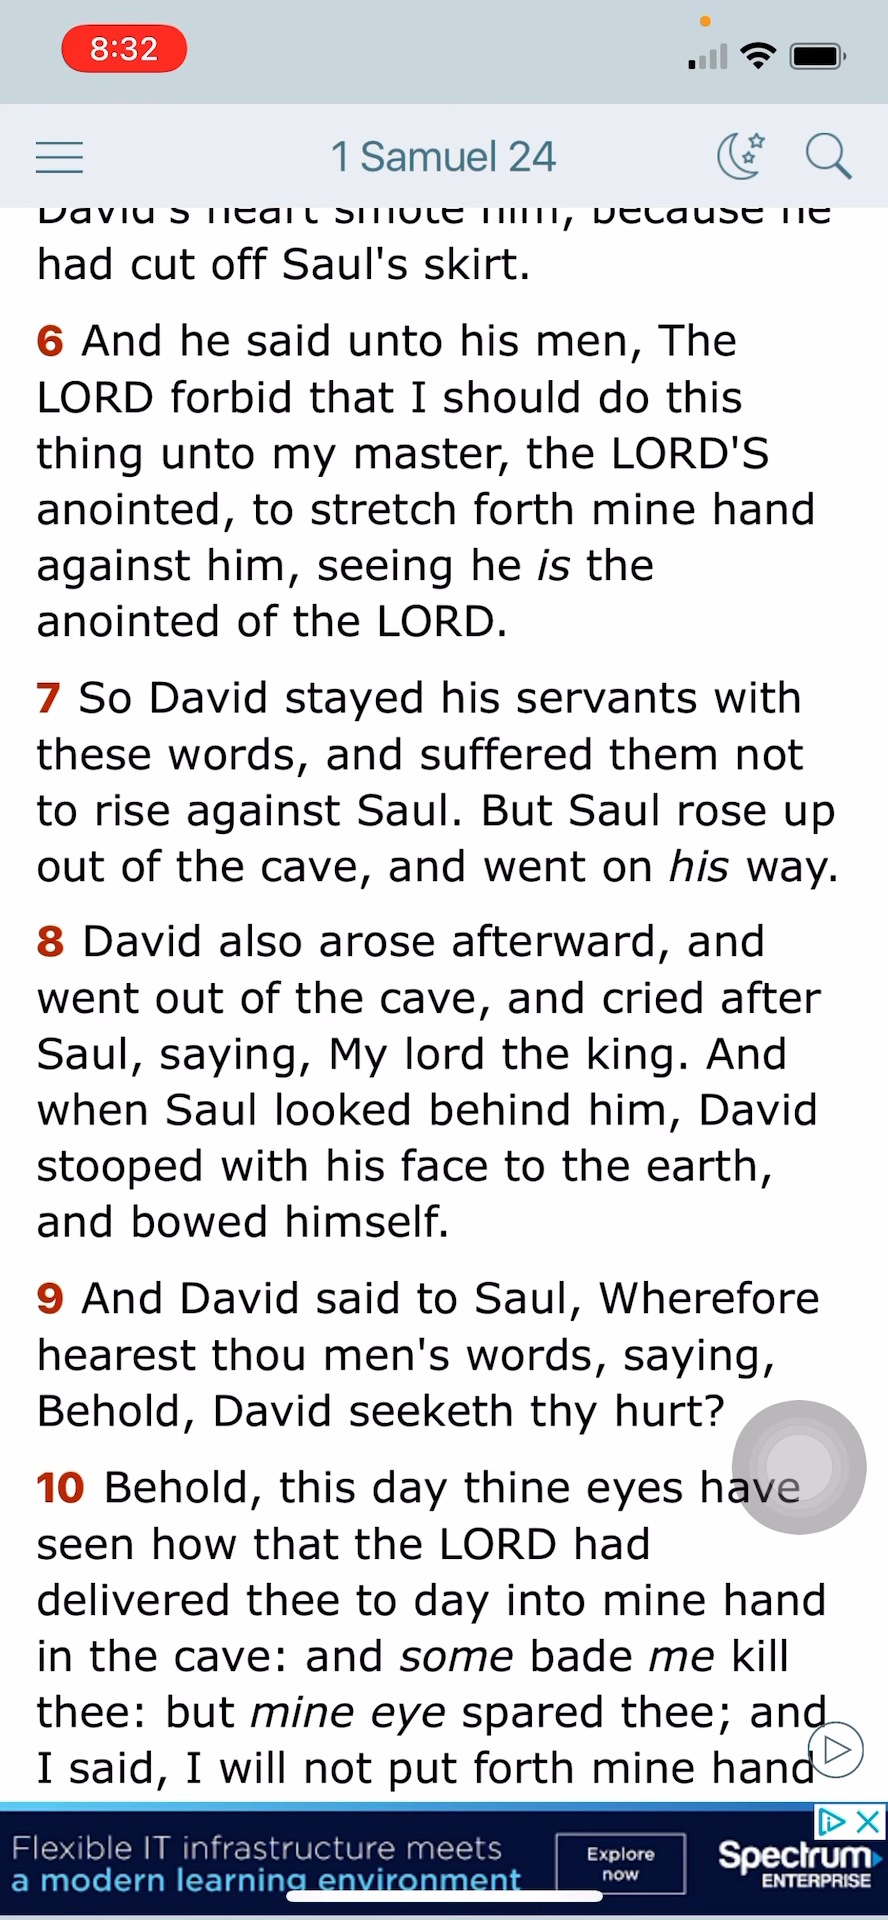 8:32
1 Samuel 24
David's heart smote him, because he
had cut off Saul's skirt.
6 And he said unto his men, The
LORD forbid that I should do this
thing unto my master, the LORD'S
anointed, to stretch forth mine hand
against him, seeing he is the
anointed of the LORD.
7 So David stayed his servants with
these words, and suffered them not
to rise against Saul. But Saul rose up
out of the cave, and went on his way.
8 David also arose afterward, and
went out of the cave, and cried after
Saul, saying, My lord the king. And
when Saul looked behind him, David
stooped with his face to the earth,
and bowed himself.
9 And David said to Saul, Wherefore
hearest thou men's words, saying,
Behold, David seeketh thy hurt?
10 Behold, this day thine eyes have
seen how that the LORD had
delivered thee to day into mine hand
in the cave: and some bade me kill
thee: but mine eye spared thee; and
I said, I will not put forth mine hand
Flexible IT infrastructure meets
a modern learning environment
Explore
now
Spectrum
ENTERPRISE